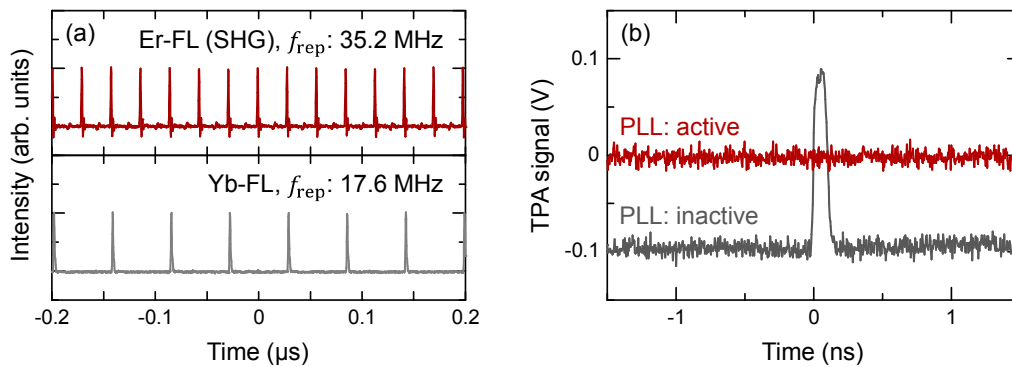 (a)
Er-FL (SHG), f_rep: 35.2 MHz
Yb-FL, f_rep: 17.6 MHz
Intensity (arb. units)
-0.2
-0.1
0
0.1
0.2
Time (μs)
(b)
0.1
0
-0.1
TPA signal (V)
PLL: active
PLL: inactive
-1
0
1
Time (ns)